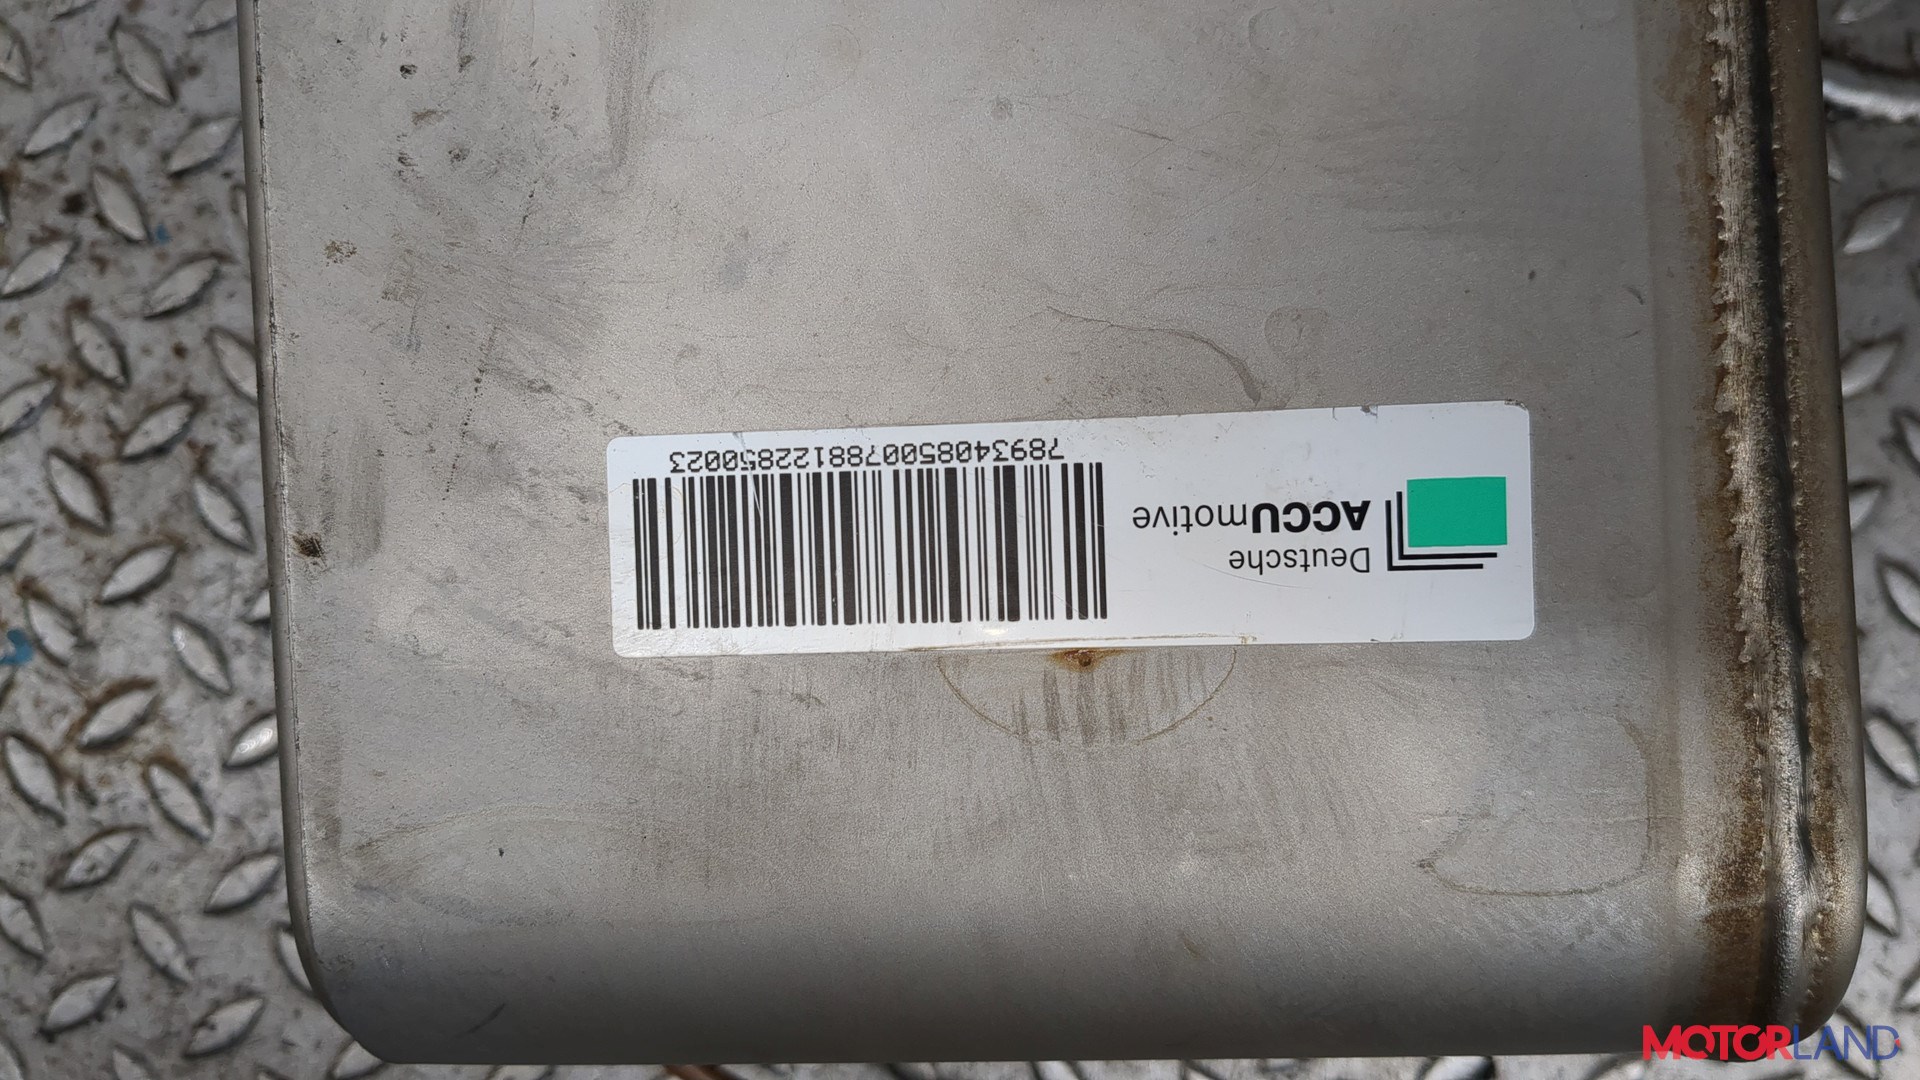 Deutsche
ACCUmotive
7893408500788122850023
MOTORLAND